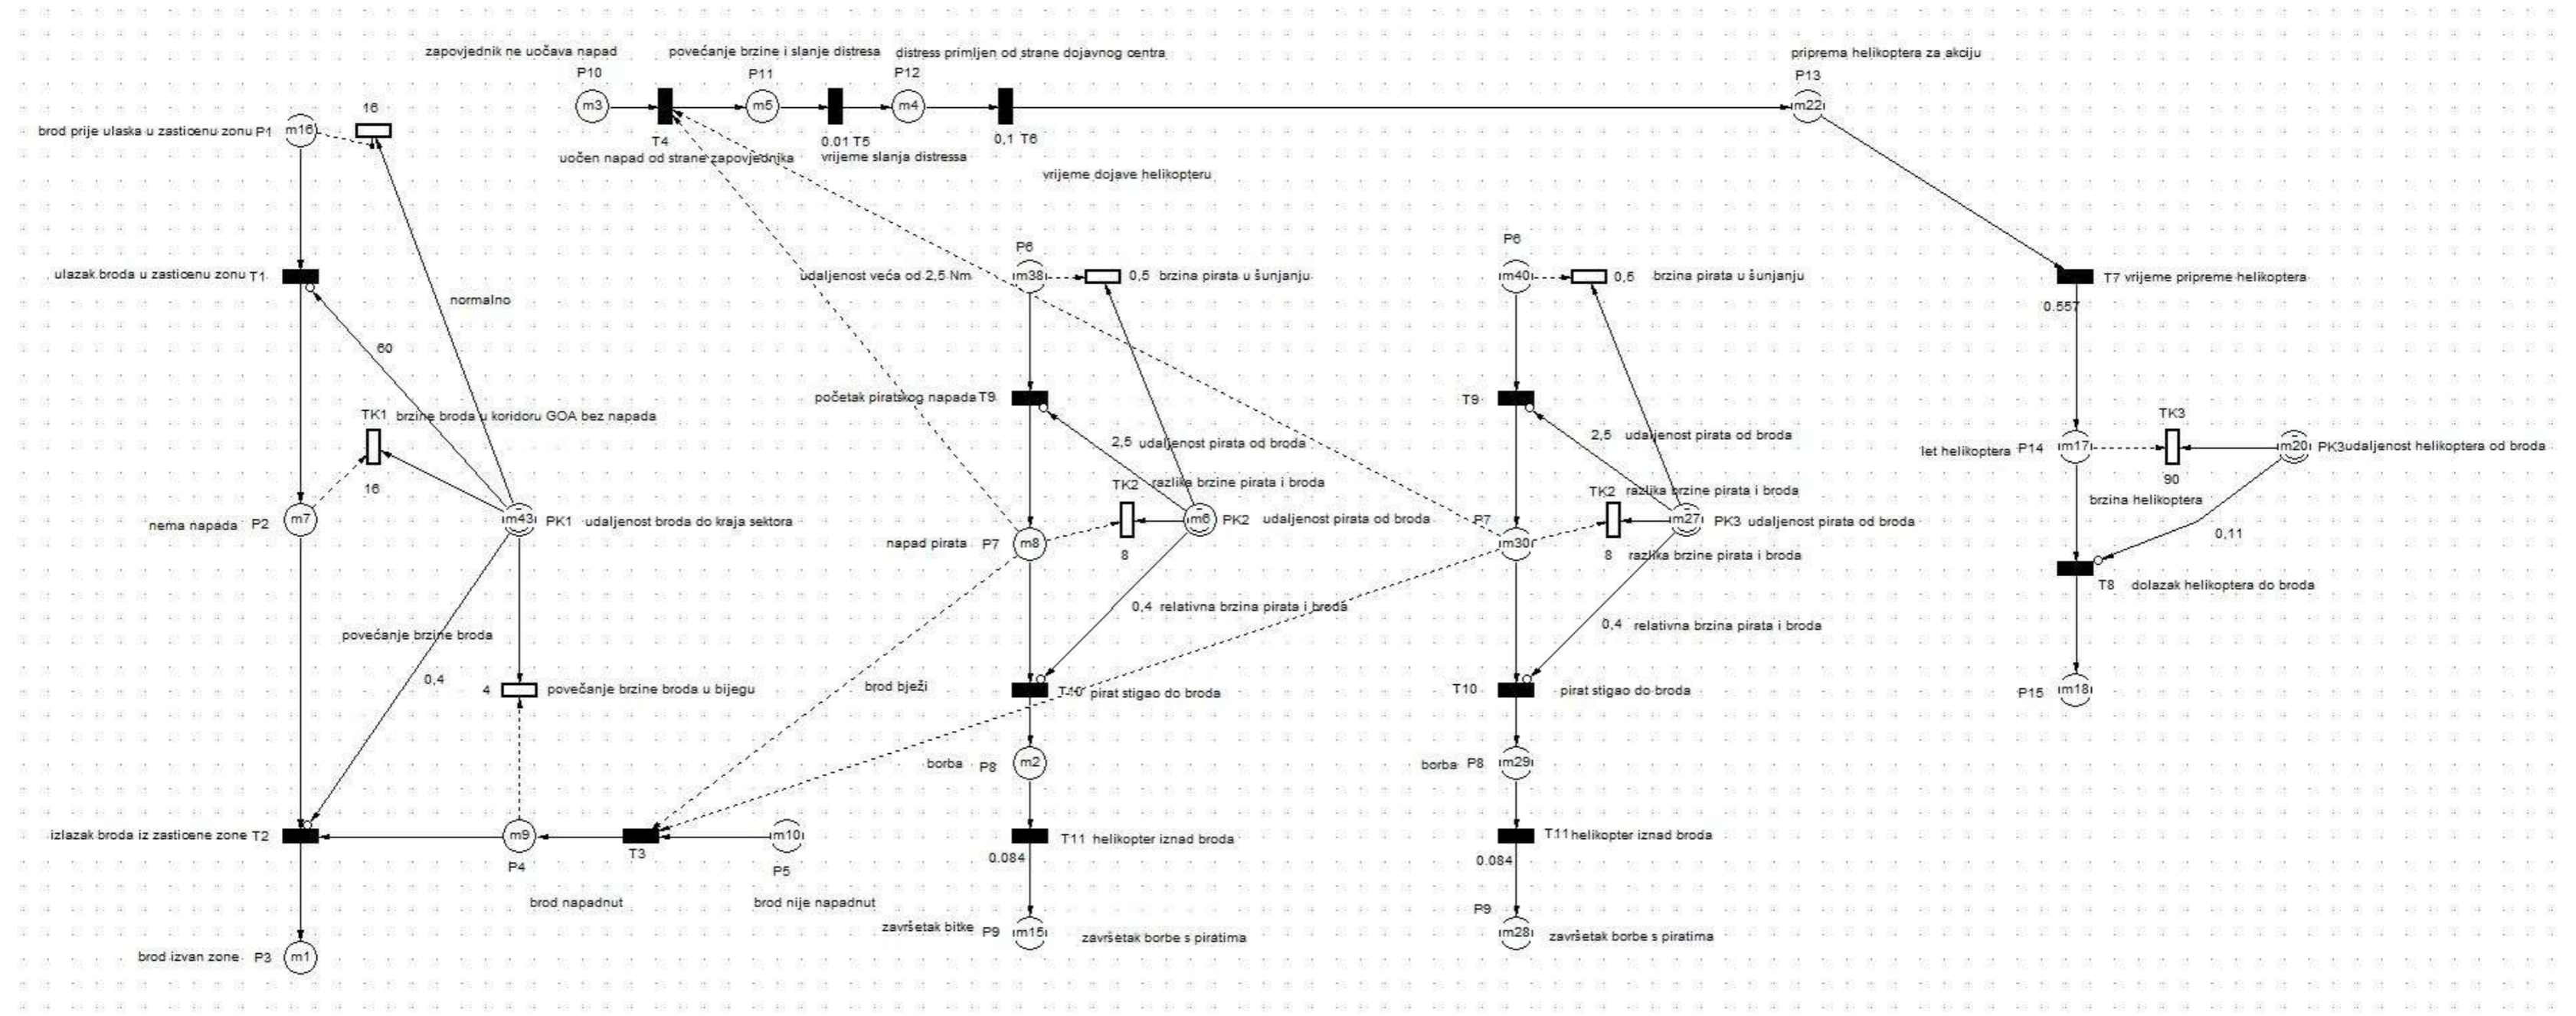 zapovjednik ne uočava napad
povećanje brzine i slanje distresa
distress primljen od strane dojavnog centra
priprema helikoptera za akciju
P10
P11
P12
P13
m3
m5
m4
m22
16
brod prije ulaska u zasticenu zonu P1
m16
T4
0.01 T5
0,1 T6
uočen napad od strane zapovjednika
vrijeme slanja distressa
vrijeme dojave helikopteru
P6
P6
ulazak broda u zasticenu zonu T1
normalno
udaljenost veća od 2,5 Nm
m38
0,5 brzina pirata u šunjanju
m40
0,5 brzina pirata u šunjanju
T7 vrijeme pripreme helikoptera
0.557
60
početak piratskog napada T9
T9
TK1 brzine broda u koridoru GOA bez napada
TK3
2,5 udaljenost pirata od broda
2,5 udaljenost pirata od broda
let helikoptera P14
m17
m20
PK3udaljenost helikoptera od broda
16
TK2 razlika brzine pirata i broda
TK2 razlika brzine pirata i broda
90
brzina helikoptera
nema napada P2
m7
m43
PK1 udaljenost broda do kraja sektora
m6
PK2 udaljenost pirata od broda
P7
m27
PK3 udaljenost pirata od broda
0,11
napad pirata P7
m8
8
m30
8 razlika brzine pirata i broda
T8 dolazak helikoptera do broda
povećanje brzine broda
0,4 relativna brzina pirata i broda
0,4 relativna brzina pirata i broda
0,4
4
povečanje brzine broda u bijegu
brod bježi
T10 pirat stigao do broda
T10
pirat stigao do broda
P15
m18
borba P8
m2
borba P8
m29
izlazak broda iz zasticene zone T2
m9
T3
m10
T11 helikopter iznad broda
T11 helikopter iznad broda
P4
P5
0.084
0.084
brod napadnut
brod nije napadnut
P9
završetak bitke P9
m15
završetak borbe s piratima
m28
završetak borbe s piratima
brod izvan zone P3
m1